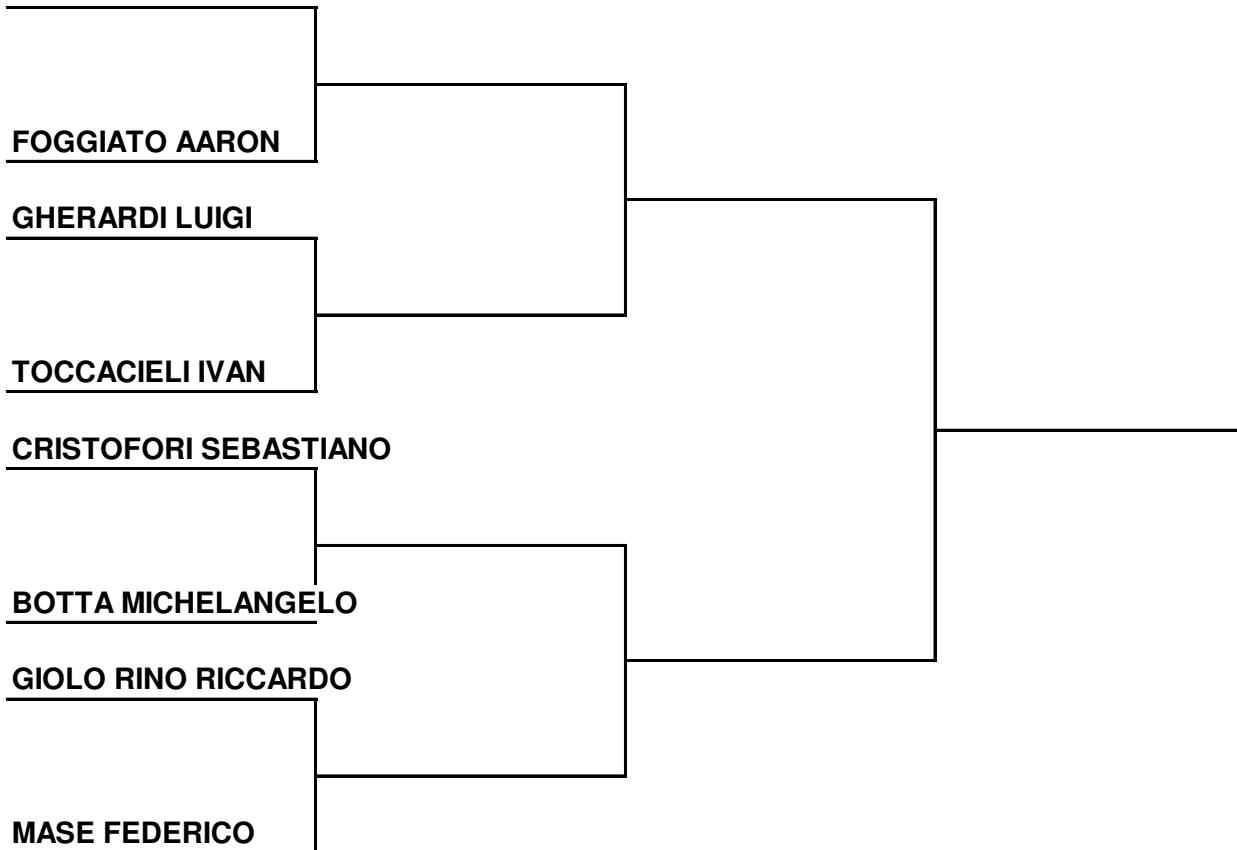 FOGGIATO AARON
GHERARDI LUIGI
TOCCACIELI IVAN
CRISTOFORI SEBASTIANO
BOTTA MICHELANGELO
GIOLO RINO RICCARDO
MASE FEDERICO